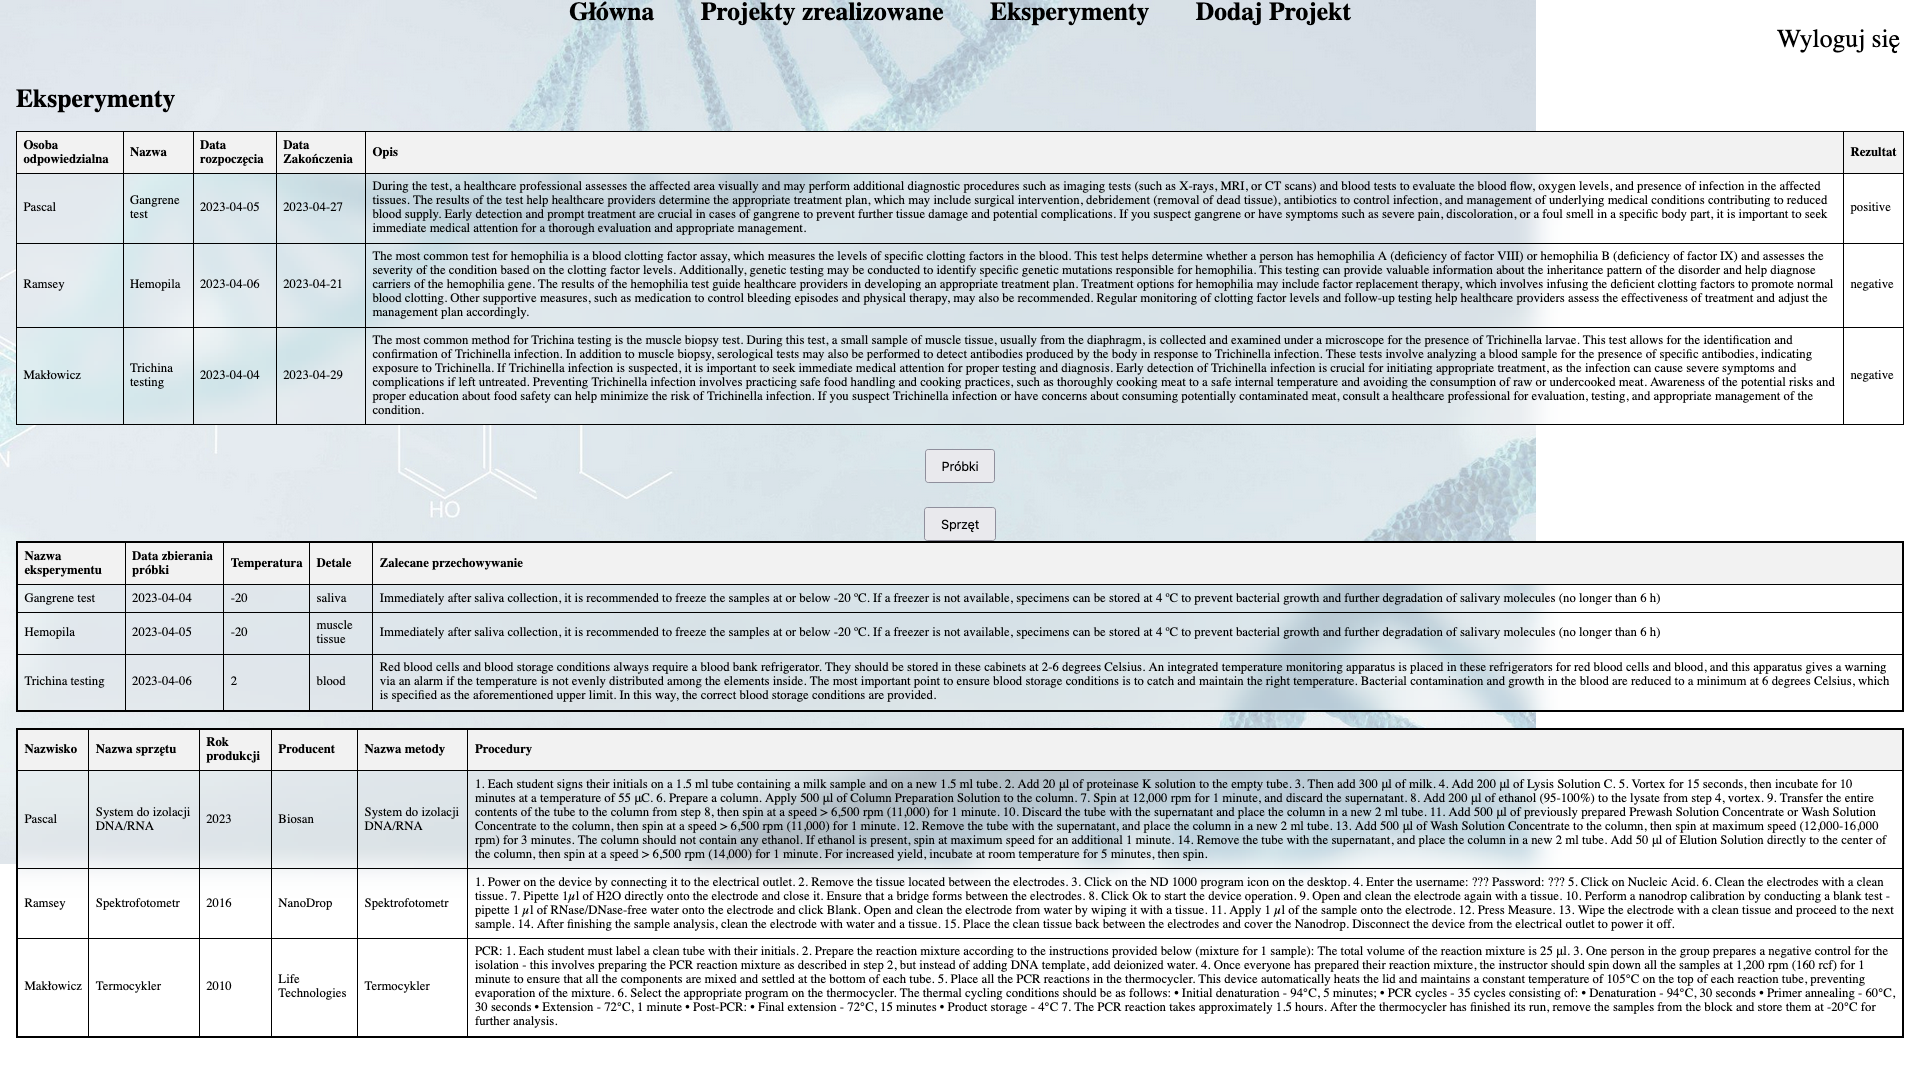 Główna Projekty zrealizowane Eksperymenty Dodaj Projekt
Wyloguj się
Eksperymenty
Osoba odpowiedzialna Nazwa Data rozpoczęcia Data Zakończenia Opis Rezultat
Pascal Gangrene test 2023-04-05 2023-04-27
During the test, a healthcare professional assesses the affected area visually and may perform additional diagnostic procedures such as imaging tests (such as X-rays, MRI, or CT scans) and blood tests to evaluate the blood flow, oxygen levels, and presence of infection in the affected
tissues. The results of the test help healthcare providers determine the appropriate treatment plan, which may include surgical intervention, debridement (removal of dead tissue), antibiotics to control infection, and management of underlying medical conditions contributing to reduced
blood supply. Early detection and prompt treatment are crucial in cases of gangrene to prevent further tissue damage and potential complications. If you suspect gangrene or have symptoms such as severe pain, discoloration, or a foul smell in a specific body part, it is important to seek
immediate medical attention for a thorough evaluation and appropriate management.
positive
Ramsey Hemopila 2023-04-06 2023-04-21
The most common test for hemophilia is a blood clotting factor assay, which measures the levels of specific clotting factors in the blood. This test helps determine whether a person has hemophilia A (deficiency of factor VIII) or hemophilia B (deficiency of factor IX) and assesses the
severity of the condition based on the clotting factor levels. Additionally, genetic testing may be conducted to identify specific genetic mutations responsible for hemophilia. This testing can provide valuable information about the inheritance pattern of the disorder and help diagnose
carriers of the hemophilia gene. The results of the hemophilia test guide healthcare providers in developing an appropriate treatment plan. Treatment options for hemophilia may include factor replacement therapy, which involves infusing the deficient clotting factors to promote normal
blood clotting. Other supportive measures, such as medication to control bleeding episodes and physical therapy, may also be recommended. Regular monitoring of clotting factor levels and follow-up testing help healthcare providers assess the effectiveness of treatment and adjust the
management plan accordingly.
negative
Makłowicz Trichina testing 2023-04-04 2023-04-29
The most common method for Trichina testing is the muscle biopsy test. During this test, a small sample of muscle tissue, usually from the diaphragm, is collected and examined under a microscope for the presence of Trichinella larvae. This test allows for the identification and
confirmation of Trichinella infection. In addition to muscle biopsy, serological tests may also be performed to detect antibodies produced by the body in response to Trichinella infection. These tests involve analyzing a blood sample for the presence of specific antibodies, indicating
exposure to Trichinella. If Trichinella infection is suspected, it is important to seek immediate medical attention for proper testing and diagnosis. Early detection of Trichinella infection is crucial for initiating appropriate treatment, as the infection can cause severe symptoms and
complications if left untreated. Preventing Trichinella infection involves practicing safe food handling and cooking practices, such as thoroughly cooking meat to a safe internal temperature and avoiding the consumption of raw or undercooked meat. Awareness of the potential risks and
proper education about food safety can help minimize the risk of Trichinella infection. If you suspect Trichinella infection or have concerns about consuming potentially contaminated meat, consult a healthcare professional for evaluation, testing, and appropriate management of the
condition.
negative
N
Próbki
HO
Sprzęt
Nazwa eksperymentu Data zbierania próbki Temperatura Detale Zalecane przechowywanie
Gangrene test 2023-04-04 -20 saliva Immediately after saliva collection, it is recommended to freeze the samples at or below -20 ºC. If a freezer is not available, specimens can be stored at 4 ºC to prevent bacterial growth and further degradation of salivary molecules (no longer than 6 h)
Hemopila 2023-04-05 -20 muscle tissue Immediately after saliva collection, it is recommended to freeze the samples at or below -20 ºC. If a freezer is not available, specimens can be stored at 4 ºC to prevent bacterial growth and further degradation of salivary molecules (no longer than 6 h)
Trichina testing 2023-04-06 2 blood
Red blood cells and blood storage conditions always require a blood bank refrigerator. They should be stored in these cabinets at 2-6 degrees Celsius. An integrated temperature monitoring apparatus is placed in these refrigerators for red blood cells and blood, and this apparatus gives a warning
via an alarm if the temperature is not evenly distributed among the elements inside. The most important point to ensure blood storage conditions is to catch and maintain the right temperature. Bacterial contamination and growth in the blood are reduced to a minimum at 6 degrees Celsius, which
is specified as the aforementioned upper limit. In this way, the correct blood storage conditions are provided.
Nazwisko Nazwa sprzętu Rok produkcji Producent Nazwa metody Procedury
Pascal System do izolacji DNA/RNA 2023 Biosan System do izolacji DNA/RNA
1. Each student signs their initials on a 1.5 ml tube containing a milk sample and on a new 1.5 ml tube. 2. Add 20 µl of proteinase K solution to the empty tube. 3. Then add 300 µl of milk. 4. Add 200 µl of Lysis Solution C. 5. Vortex for 15 seconds, then incubate for 10
minutes at a temperature of 55 µC. 6. Prepare a column. Apply 500 µl of Column Preparation Solution to the column. 7. Spin at 12,000 rpm for 1 minute, and discard the supernatant. 8. Add 200 µl of ethanol (95-100%) to the lysate from step 4, vortex. 9. Transfer the entire
contents of the tube to the column from step 8, then spin at a speed > 6,500 rpm (11,000) for 1 minute. 10. Discard the tube with the supernatant and place the column in a new 2 ml tube. 11. Add 500 µl of previously prepared Prewash Solution Concentrate or Wash Solution
Concentrate to the column, then spin at a speed > 6,500 rpm (11,000) for 1 minute. 12. Remove the tube with the supernatant, and place the column in a new 2 ml tube. 13. Add 500 µl of Wash Solution Concentrate to the column, then spin at maximum speed (12,000-16,000
rpm) for 3 minutes. The column should not contain any ethanol. If ethanol is present, spin at maximum speed for an additional 1 minute. 14. Remove the tube with the supernatant, and place the column in a new 2 ml tube. Add 50 µl of Elution Solution directly to the center of
the column, then spin at a speed > 6,500 rpm (14,000) for 1 minute. For increased yield, incubate at room temperature for 5 minutes, then spin.
Ramsey Spektrofotometr 2016 NanoDrop Spektrofotometr
1. Power on the device by connecting it to the electrical outlet. 2. Remove the tissue located between the electrodes. 3. Click on the ND 1000 program icon on the desktop. 4. Enter the username: ??? Password: ??? 5. Click on Nucleic Acid. 6. Clean the electrodes with a clean
tissue. 7. Pipette 1μl of H2O directly onto the electrode and close it. Ensure that a bridge forms between the electrodes. 8. Click Ok to start the device operation. 9. Open and clean the electrode again with a tissue. 10. Perform a nanodrop calibration by conducting a blank test -
pipette 1 μl of RNase/DNase-free water onto the electrode and click Blank. Open and clean the electrode from water by wiping it with a tissue. 11. Apply 1 μl of the sample onto the electrode. 12. Press Measure. 13. Wipe the electrode with a clean tissue and proceed to the next
sample. 14. After finishing the sample analysis, clean the electrode with water and a tissue. 15. Place the clean tissue back between the electrodes and cover the Nanodrop. Disconnect the device from the electrical outlet to power it off.
Makłowicz Termocykler 2010 Life Technologies Termocykler
PCR: 1. Each student must label a clean tube with their initials. 2. Prepare the reaction mixture according to the instructions provided below (mixture for 1 sample): The total volume of the reaction mixture is 25 µl. 3. One person in the group prepares a negative control for the
isolation - this involves preparing the PCR reaction mixture as described in step 2, but instead of adding DNA template, add deionized water. 4. Once everyone has prepared their reaction mixture, the instructor should spin down all the samples at 1,200 rpm (160 rcf) for 1
minute to ensure that all the components are mixed and settled at the bottom of each tube. 5. Place all the PCR reactions in the thermocycler. This device automatically heats the lid and maintains a constant temperature of 105°C on the top of each reaction tube, preventing
evaporation of the mixture. 6. Select the appropriate program on the thermocycler. The thermal cycling conditions should be as follows: • Initial denaturation - 94°C, 5 minutes; • PCR cycles - 35 cycles consisting of: • Denaturation - 94°C, 30 seconds • Primer annealing - 60°C,
30 seconds • Extension - 72°C, 1 minute • Post-PCR: • Final extension - 72°C, 15 minutes • Product storage - 4°C 7. The PCR reaction takes approximately 1.5 hours. After the thermocycler has finished its run, remove the samples from the block and store them at -20°C for
further analysis.